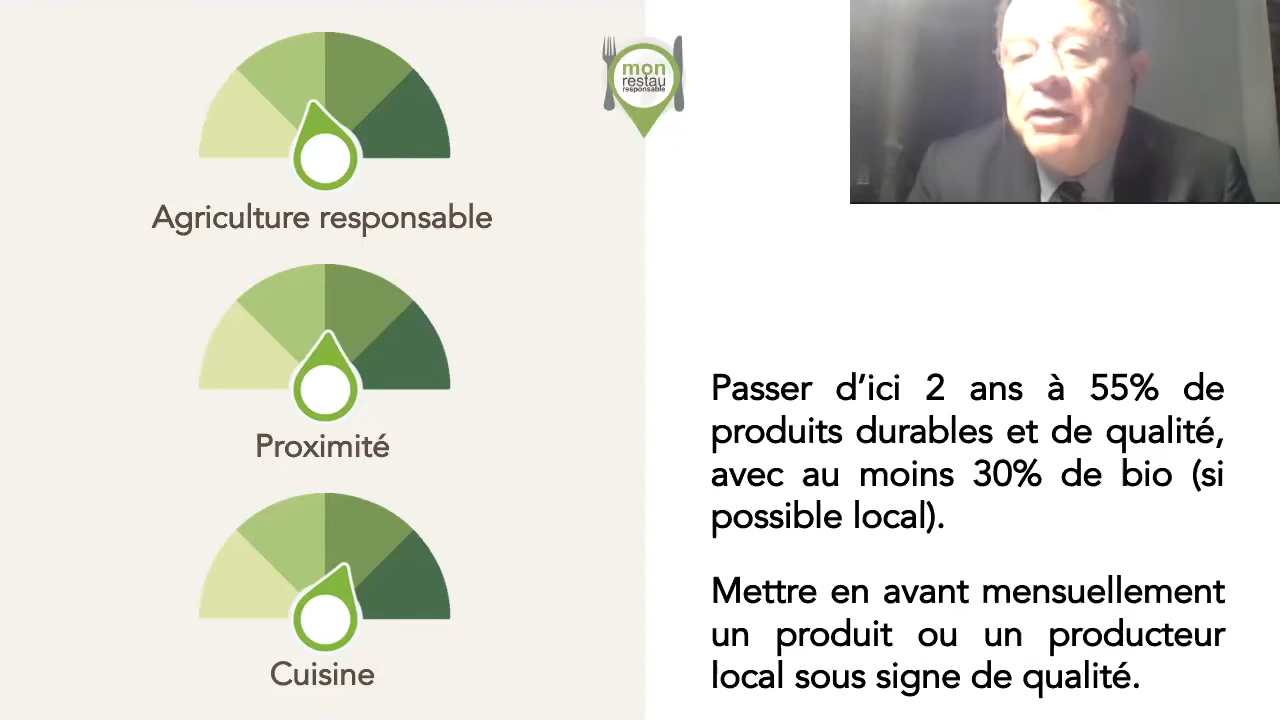 mon
restau
responsable
Agriculture responsable
Proximité
Cuisine
Passer d’ici 2 ans à 55% de
produits durables et de qualité,
avec au moins 30% de bio (si
possible local).
Mettre en avant mensuellement
un produit ou un producteur
local sous signe de qualité.